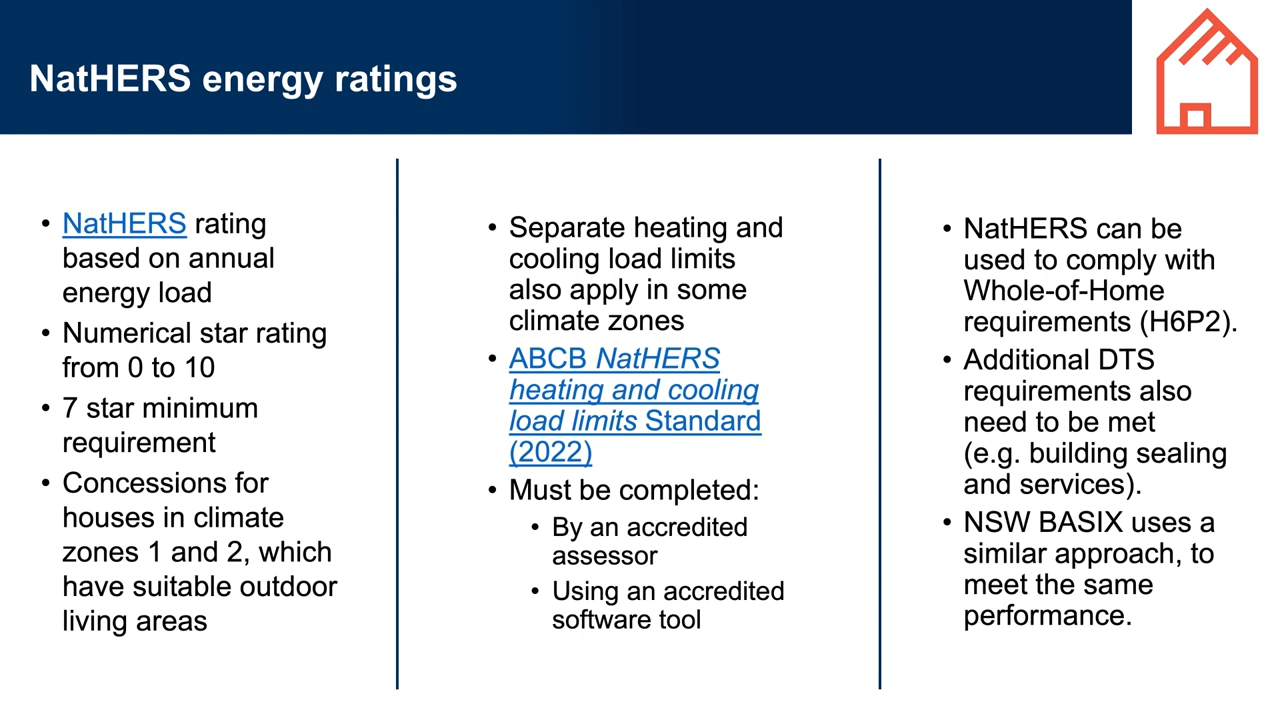 NatHERS energy ratings
• NatHERS rating
based on annual
energy load
• Numerical star rating
from 0 to 10
• 7 star minimum
requirement
• Concessions for
houses in climate
zones 1 and 2, which
have suitable outdoor
living areas
• Separate heating and
cooling load limits
also apply in some
climate zones
• ABCB NatHERS
heating and cooling
load limits Standard
(2022)
• Must be completed:
• By an accredited
assessor
• Using an accredited
software tool
• NatHERS can be
used to comply with
Whole-of-Home
requirements (H6P2).
• Additional DTS
requirements also
need to be met
(e.g. building sealing
and services).
• NSW BASIX uses a
similar approach, to
meet the same
performance.